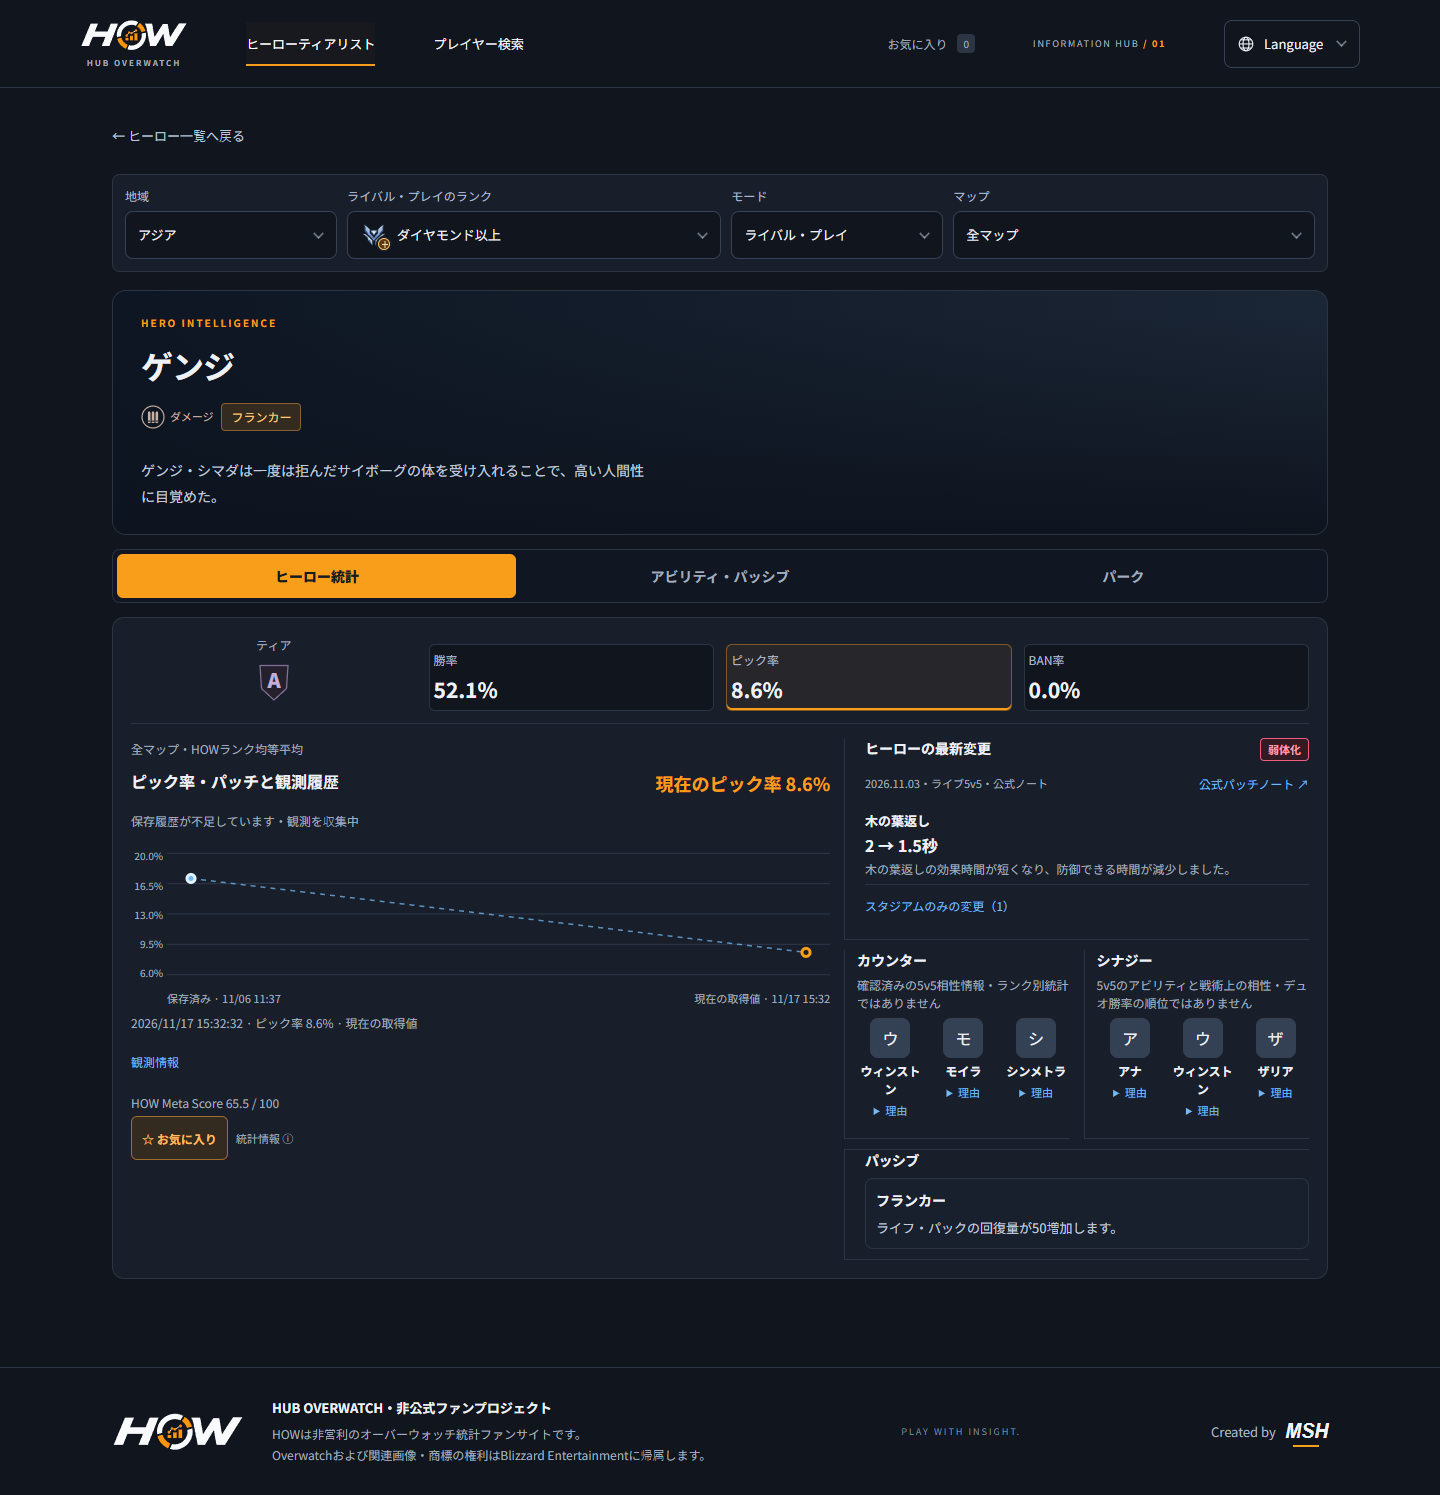 HOW
HUB OVERWATCH
ヒーローティアリスト
プレイヤー検索
お気に入り 0
INFORMATION HUB / 01
Language
← ヒーロー一覧へ戻る
地域
ライバル・プレイのランク
モード
マップ
アジア
ダイヤモンド以上
ライバル・プレイ
全マップ
HERO INTELLIGENCE
ゲンジ
ダメージ
フランカー
ゲンジ・シマダは一度は拒んだサイボーグの体を受け入れることで、高い人間性
に目覚めた。
ヒーロー統計
アビリティ・パッシブ
パーク
ティア
A
勝率
52.1%
ピック率
8.6%
BAN率
0.0%
全マップ・HOWランク均等平均
ピック率・パッチと観測履歴
現在のピック率 8.6%
保存履歴が不足しています・観測を収集中
20.0%
16.5%
13.0%
9.5%
6.0%
保存済み · 11/06 11:37
現在の取得値 · 11/17 15:32
2026/11/17 15:32:32 · ピック率 8.6% · 現在の取得値
観測情報
HOW Meta Score 65.5 / 100
☆ お気に入り
統計情報 ⓘ
ヒーローの最新変更
弱体化
2026.11.03・ライブ5v5・公式ノート
公式パッチノート ↗
木の葉返し
2 → 1.5秒
木の葉返しの効果時間が短くなり、防御できる時間が減少しました。
スタジアムのみの変更（1）
カウンター
確認済みの5v5相性情報・ランク別統計
ではありません
ウ
モ
シ
ウィンスト
ン
モイラ
シンメトラ
▶ 理由
▶ 理由
▶ 理由
シナジー
5v5のアビリティと戦術上の相性・デュ
オ勝率の順位ではありません
ア
ウ
ザ
アナ
ウィンスト
ン
ザリア
▶ 理由
▶ 理由
▶ 理由
パッシブ
フランカー
ライフ・パックの回復量が50増加します。
HOW
HUB OVERWATCH・非公式ファンプロジェクト
HOWは非営利のオーバーウォッチ統計ファンサイトです。
Overwatchおよび関連画像・商標の権利はBlizzard Entertainmentに帰属します。
PLAY WITH INSIGHT.
Created by MSH